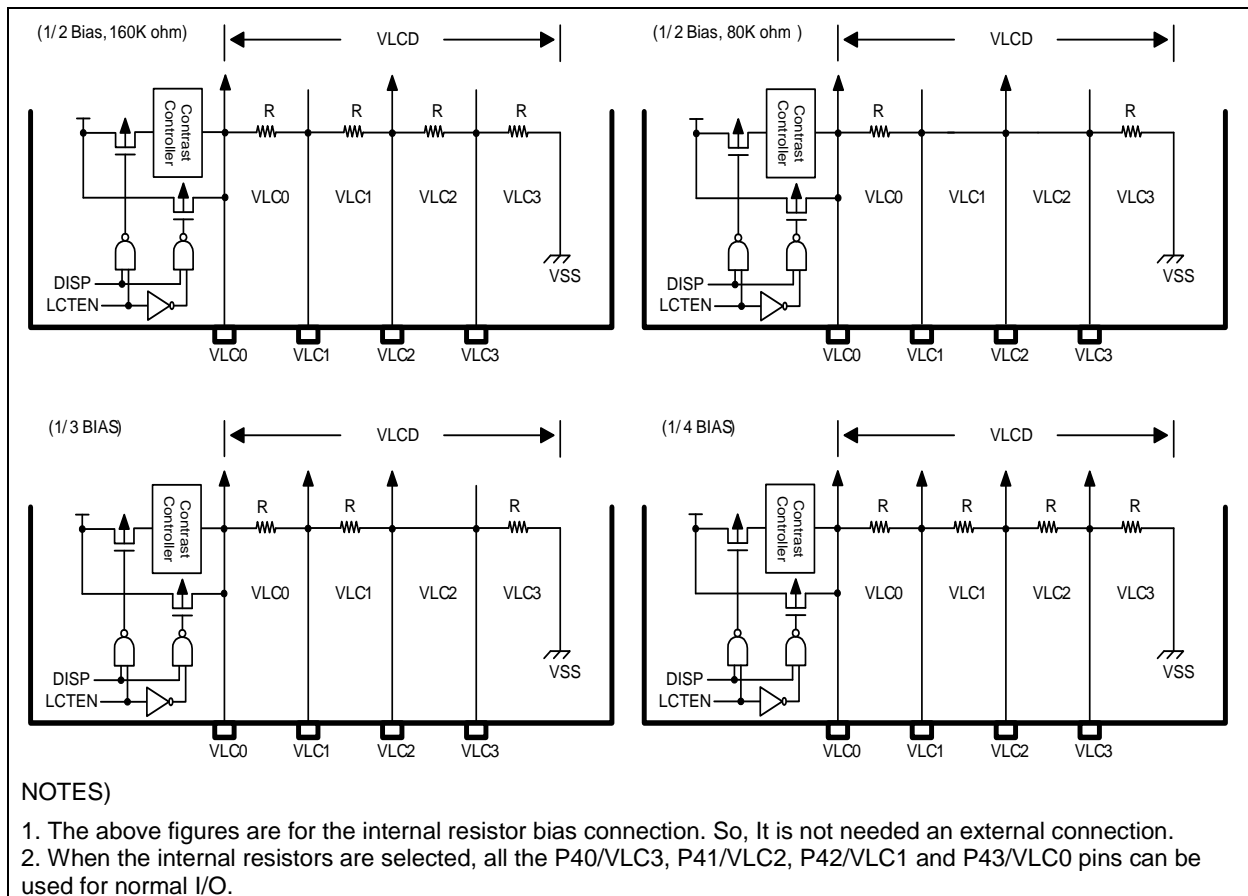 (1/2 Bias, 160K ohm)
VLCD
R R R R
Contrast
Controller
VLC0 VLC1 VLC2 VLC3
DISP
LCTEN
VSS
VLC0 VLC1 VLC2 VLC3
(1/2 Bias, 80K ohm )
VLCD
R R
Contrast
Controller
VLC0 VLC1 VLC2 VLC3
DISP
LCTEN
VSS
VLC0 VLC1 VLC2 VLC3
(1/3 BIAS)
VLCD
R R R
Contrast
Controller
VLC0 VLC1 VLC2 VLC3
DISP
LCTEN
VSS
VLC0 VLC1 VLC2 VLC3
(1/4 BIAS)
VLCD
R R R R
Contrast
Controller
VLC0 VLC1 VLC2 VLC3
DISP
LCTEN
VSS
VLC0 VLC1 VLC2 VLC3
NOTES)
1. The above figures are for the internal resistor bias connection. So, It is not needed an external connection.
2. When the internal resistors are selected, all the P40/VLC3, P41/VLC2, P42/VLC1 and P43/VLC0 pins can be
used for normal I/O.